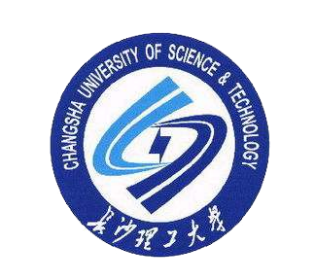 CHANGSHA UNIVERSITY OF SCIENCE & TECHNOLOGY
长沙理工大学